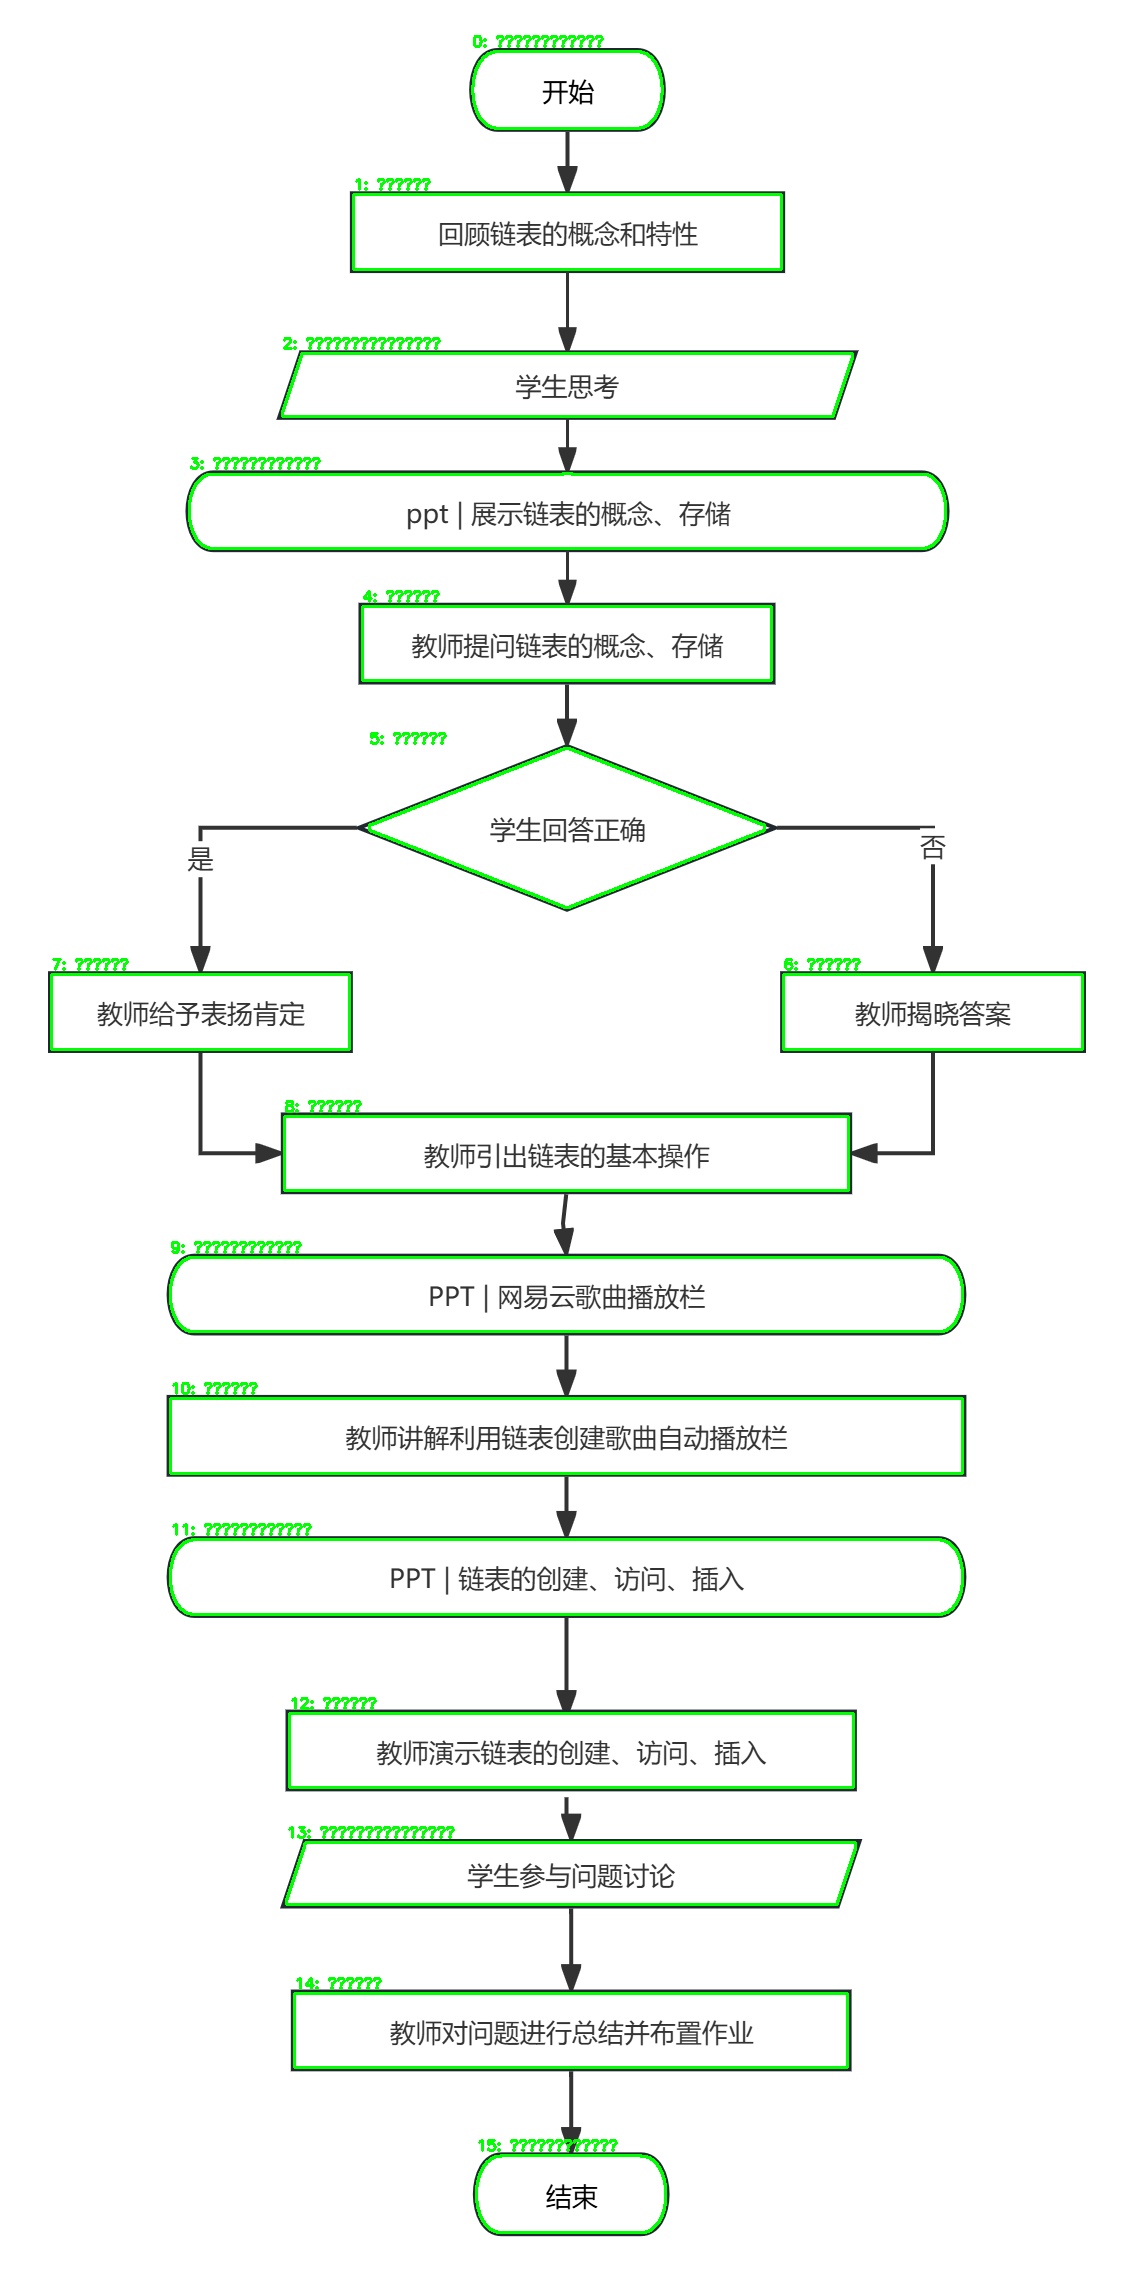 0: ????????????
开始
1: ??????
回顾链表的概念和特性
2: ???????????????
学生思考
3: ????????????
ppt | 展示链表的概念、存储
4: ??????
教师提问链表的概念、存储
5: ??????
学生回答正确
是
否
7: ??????
教师给予表扬肯定
6: ??????
教师揭晓答案
8: ??????
教师引出链表的基本操作
9: ????????????
PPT | 网易云歌曲播放栏
10: ??????
教师讲解利用链表创建歌曲自动播放栏
11: ????????????
PPT | 链表的创建、访问、插入
12: ??????
教师演示链表的创建、访问、插入
13: ???????????????
学生参与问题讨论
14: ??????
教师对问题进行总结并布置作业
15: ????????????
结束